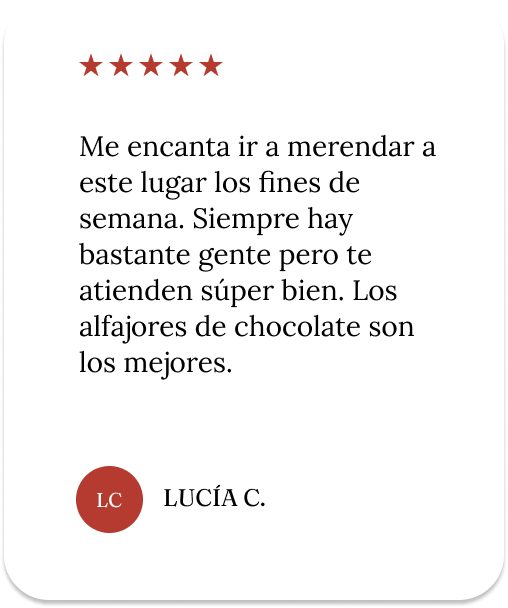 Me encanta ir a merendar a
este lugar los fines de
semana. Siempre hay
bastante gente pero te
atienden súper bien. Los
alfajores de chocolate son
los mejores.
LC
LUCÍA C.